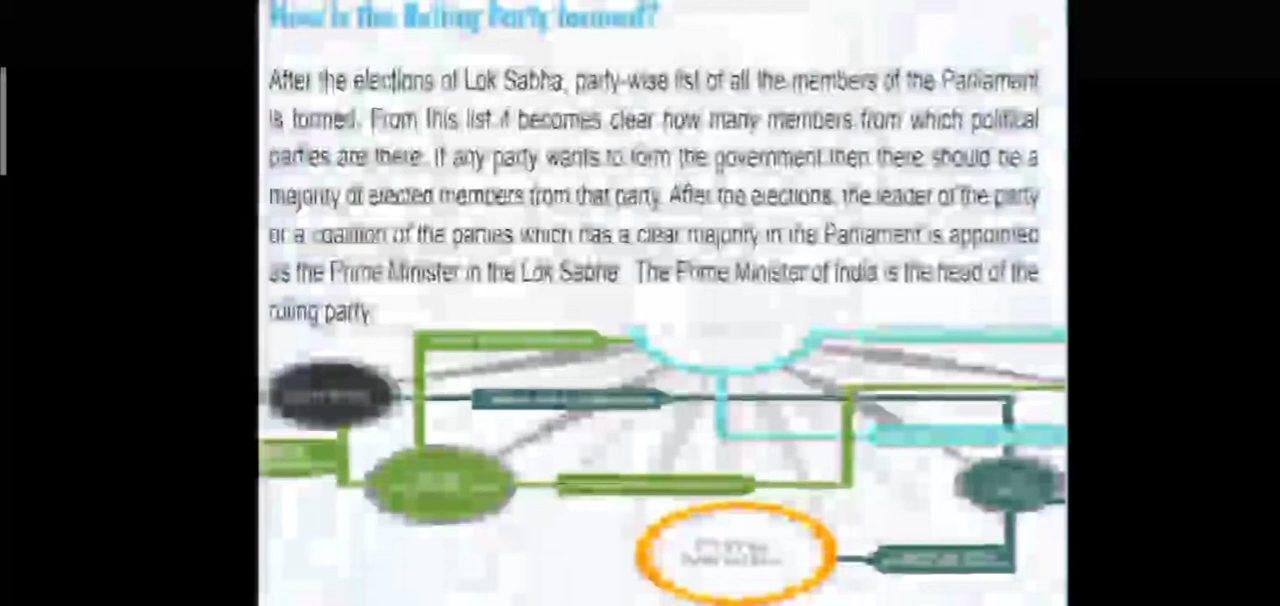 How is the Ruling Party formed?
After the elections of Lok Sabha, party-wise list of all the members of the Parliament
is formed. From this list it becomes clear how many members from which political
parties are there. If any party wants to form the government then there should be a
majority of elected members from that party. After the elections, the leader of the party
or a coalition of the parties which has a clear majority in the Parliament is appointed
as the Prime Minister in the Lok Sabha. The Prime Minister of India is the head of the
ruling party.